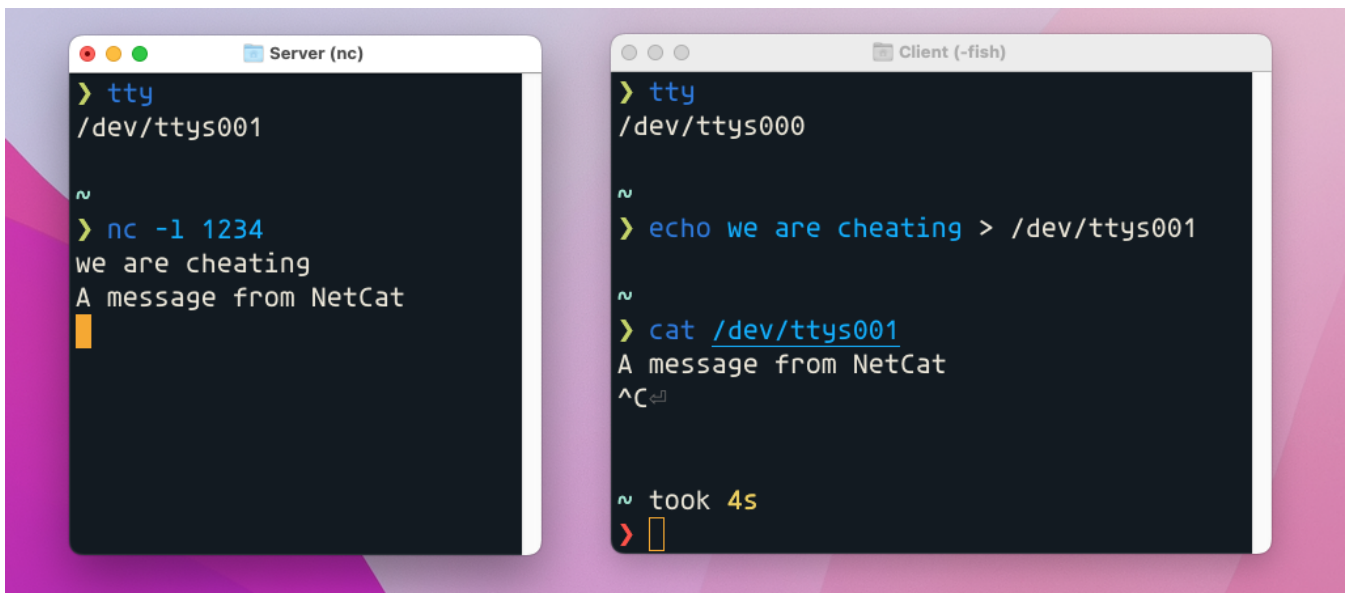 Server (nc)
❯ tty
/dev/ttys001
~
❯ nc -l 1234
we are cheating
A message from NetCat
Client (-fish)
❯ tty
/dev/ttys000
~
❯ echo we are cheating > /dev/ttys001
~
❯ cat /dev/ttys001
A message from NetCat
^C⏎
~ took 4s
❯